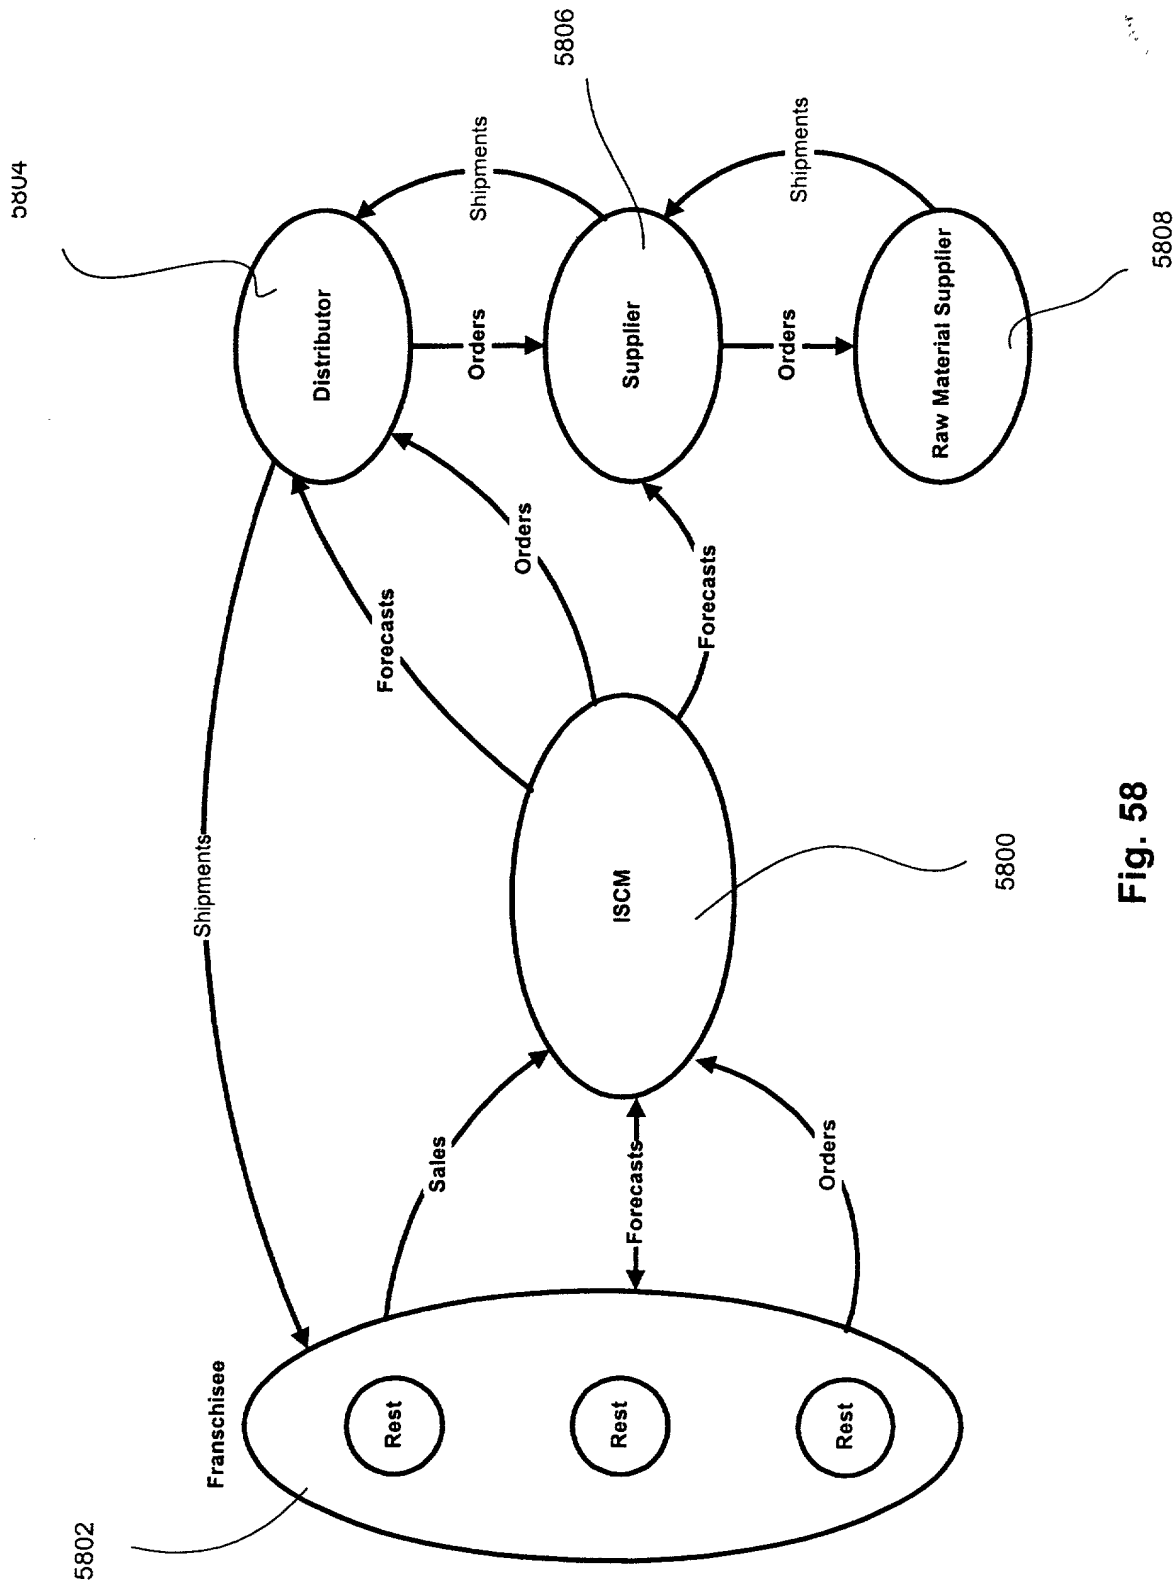 5804
5802
Shipments
Franschisee
Distributor
Forecasts
Rest
Sales
Orders
Shipments
Orders
5806
Rest
Forecasts
ISCM
Supplier
Forecasts
Orders
Shipments
Orders
Rest
Raw Material Supplier
5800
5808
Fig. 58